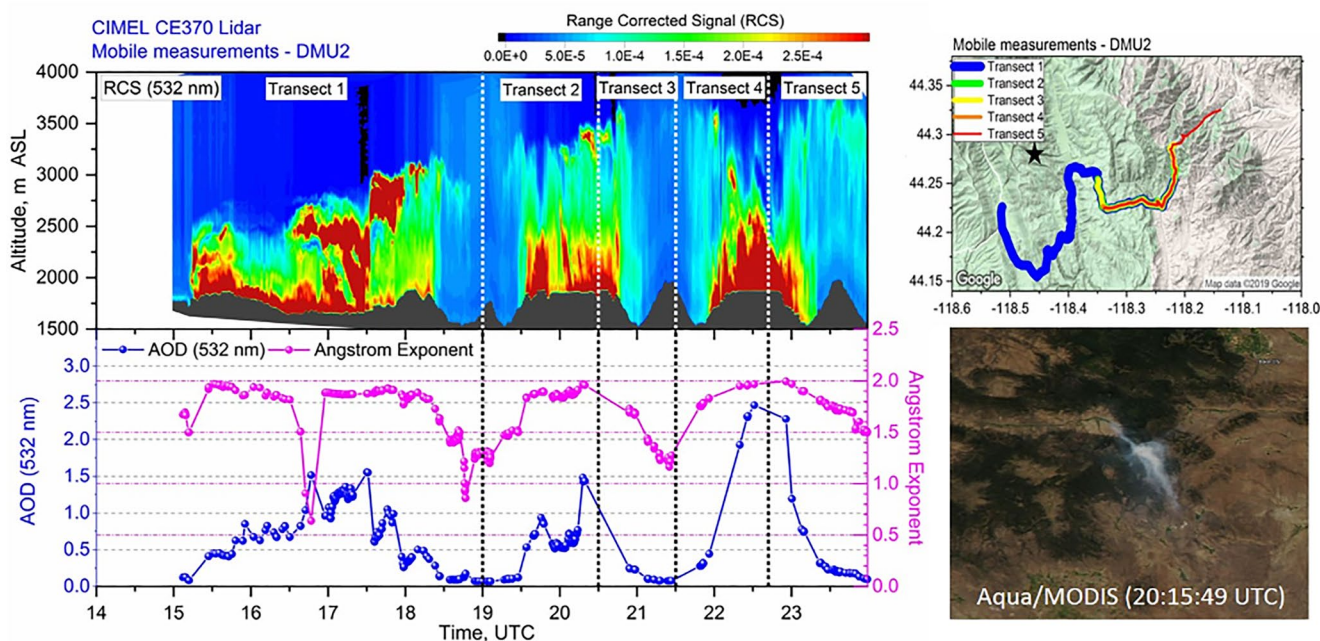 CIMEL CE370 Lidar
Mobile measurements - DMU2
Range Corrected Signal (RCS)
0.0E+0 5.0E-5 1.0E-4 1.5E-4 2.0E-4 2.5E-4
RCS (532 nm)
Transect 1
Transect 2
Transect 3
Transect 4
Transect 5
4000
3500
3000
2500
2000
1500
Altitude, m ASL
AOD (532 nm)
Angstrom Exponent
3.0
2.5
2.0
1.5
1.0
0.5
0.0
AOD (532 nm)
2.5
2.0
1.5
1.0
0.5
0.0
Angstrom Exponent
14 15 16 17 18 19 20 21 22 23
Time, UTC
Mobile measurements - DMU2
Transect 1
Transect 2
Transect 3
Transect 4
Transect 5
44.35
44.3
44.25
44.2
44.15
Google
Map data ©2019 Google
-118.6 -118.5 -118.4 -118.3 -118.2 -118.1 -118.0
Aqua/MODIS (20:15:49 UTC)